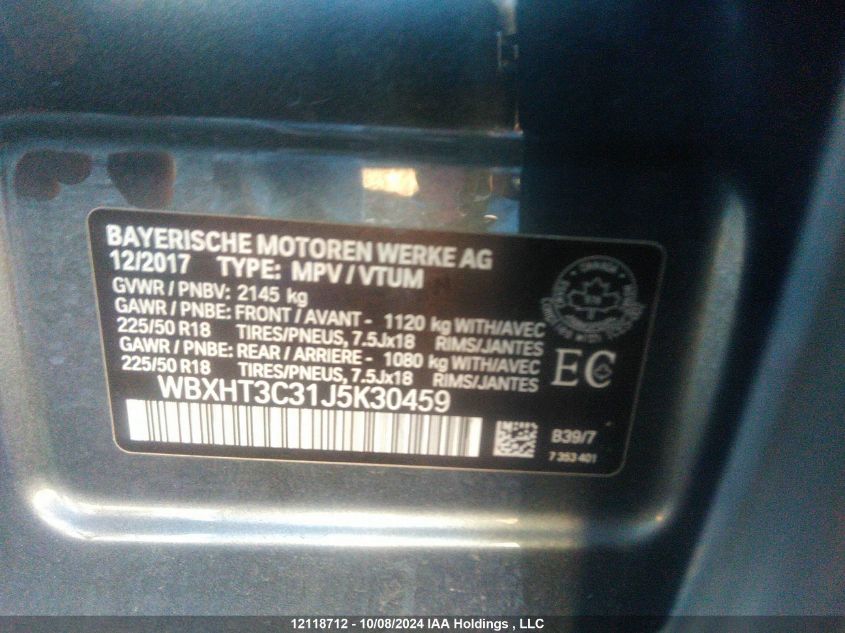 BAYERISCHE MOTOREN WERKE AG
12/2017 TYPE: MPV / VTUM
GVWR / PNBV: 2145 kg
GAWR / PNBE: FRONT / AVANT - 1120 kg WITH/AVEC
225/50 R18 TIRES/PNEUS, 7.5Jx18 RIMS/JANTES
GAWR / PNBE: REAR / ARRIERE - 1080 kg WITH/AVEC
225/50 R18 TIRES/PNEUS, 7.5Jx18 RIMS/JANTES
EC
WBXHT3C31J5K30459
B39/7
7 353 401
CANADA
12118712 - 10/08/2024 IAA Holdings , LLC